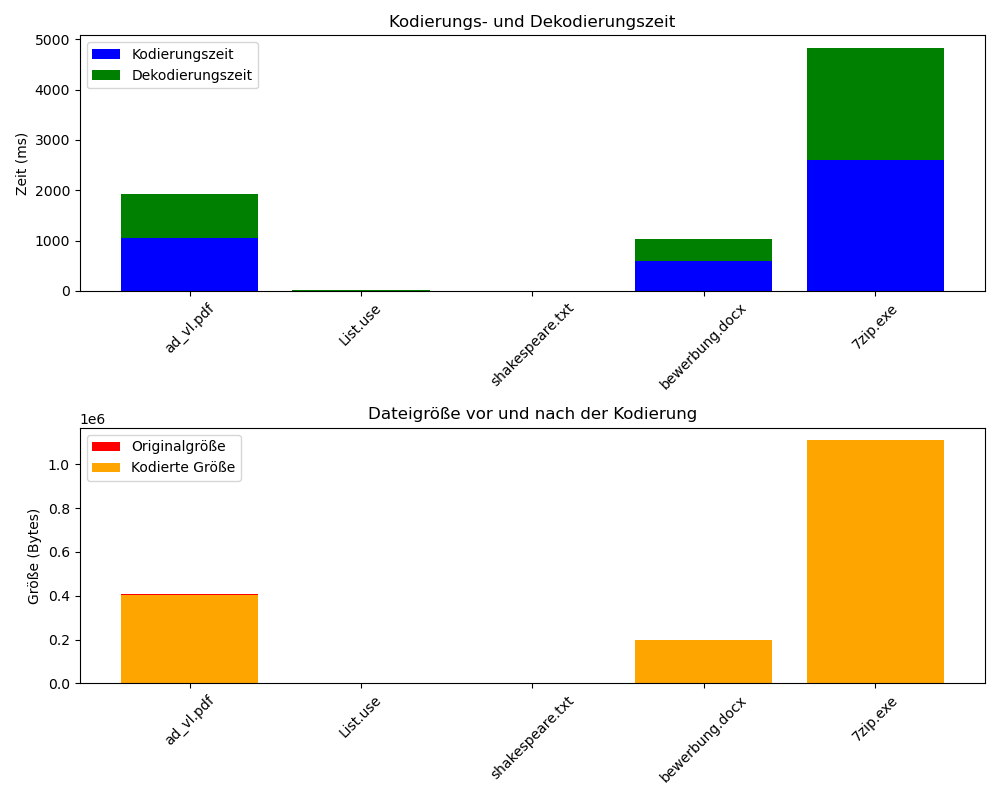 Kodierungs- und Dekodierungszeit
Kodierungszeit
Dekodierungszeit
Zeit (ms)
5000
4000
3000
2000
1000
0
ad_vl.pdf
List.use
shakespeare.txt
bewerbung.docx
7zip.exe
Dateigröße vor und nach der Kodierung
1e6
Originalgröße
Kodierte Größe
Größe (Bytes)
1.0
0.8
0.6
0.4
0.2
0.0
ad_vl.pdf
List.use
shakespeare.txt
bewerbung.docx
7zip.exe